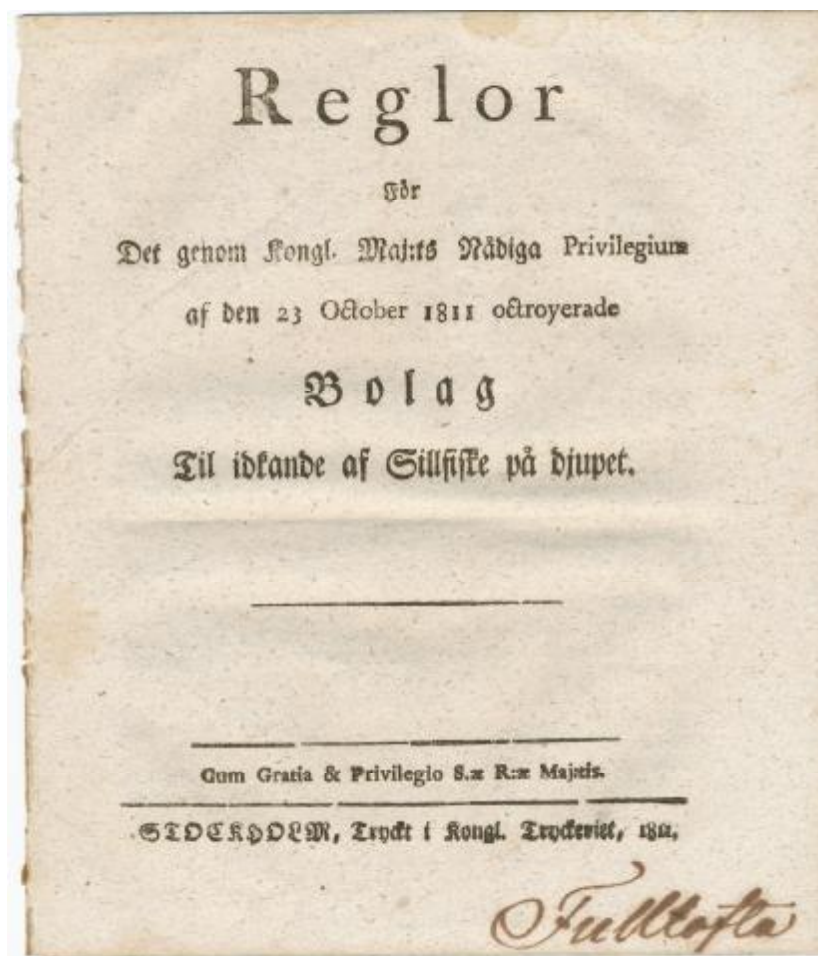 Reglor
För
Det genom Kongl. Maj:ts Nådiga Privilegium
af den 23 October 1811 octroyerade
Bolag
Til idkande af Sillfiske på djupet.
Cum Gratia & Privilegio S.æ R:æ Maj:tis.
STOCKHOLM, Tryckt i Kongl. Tryckeriet, 1811.
Fulltofta